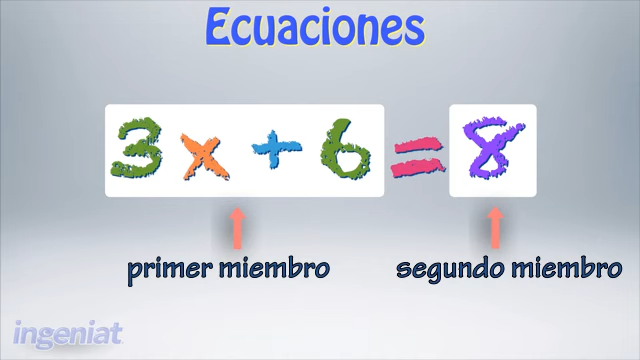 Ecuaciones
3x + 6 = 8
primer miembro segundo miembro
ingeniat